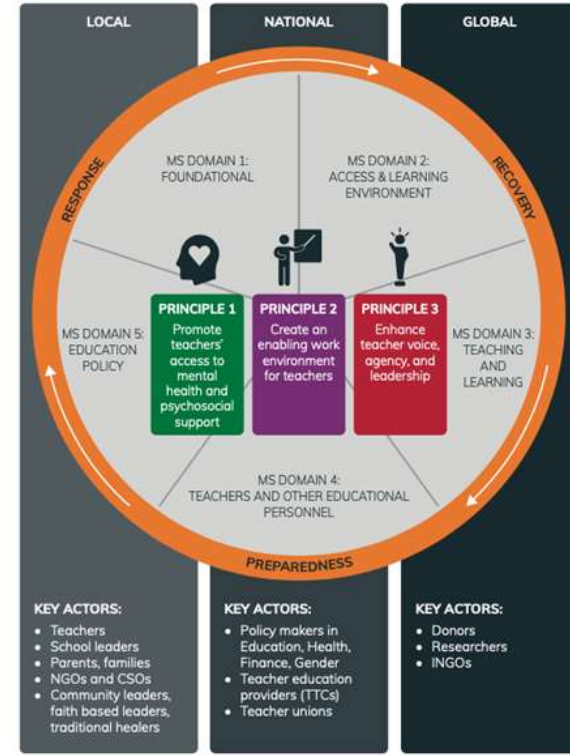 LOCAL
NATIONAL
GLOBAL
RESPONSE
RECOVERY
MS DOMAIN 1:
FOUNDATIONAL
MS DOMAIN 2:
ACCESS & LEARNING
ENVIRONMENT
MS DOMAIN 5:
EDUCATION
POLICY
PRINCIPLE 1
Promote
teachers'
access to
mental
health and
psychosocial
support
PRINCIPLE 2
Create an
enabling work
environment
for teachers
PRINCIPLE 3
Enhance
teacher voice,
agency, and
leadership
MS DOMAIN 3:
TEACHING
AND
LEARNING
MS DOMAIN 4:
TEACHERS AND OTHER EDUCATIONAL
PERSONNEL
PREPAREDNESS
KEY ACTORS:
• Teachers
• School leaders
• Parents, families
• NGOs and CSOs
• Community leaders,
faith based leaders,
traditional healers
KEY ACTORS:
• Policy makers in
Education, Health,
Finance, Gender
• Teacher education
providers (TTCs)
• Teacher unions
KEY ACTORS:
• Donors
• Researchers
• INGOs